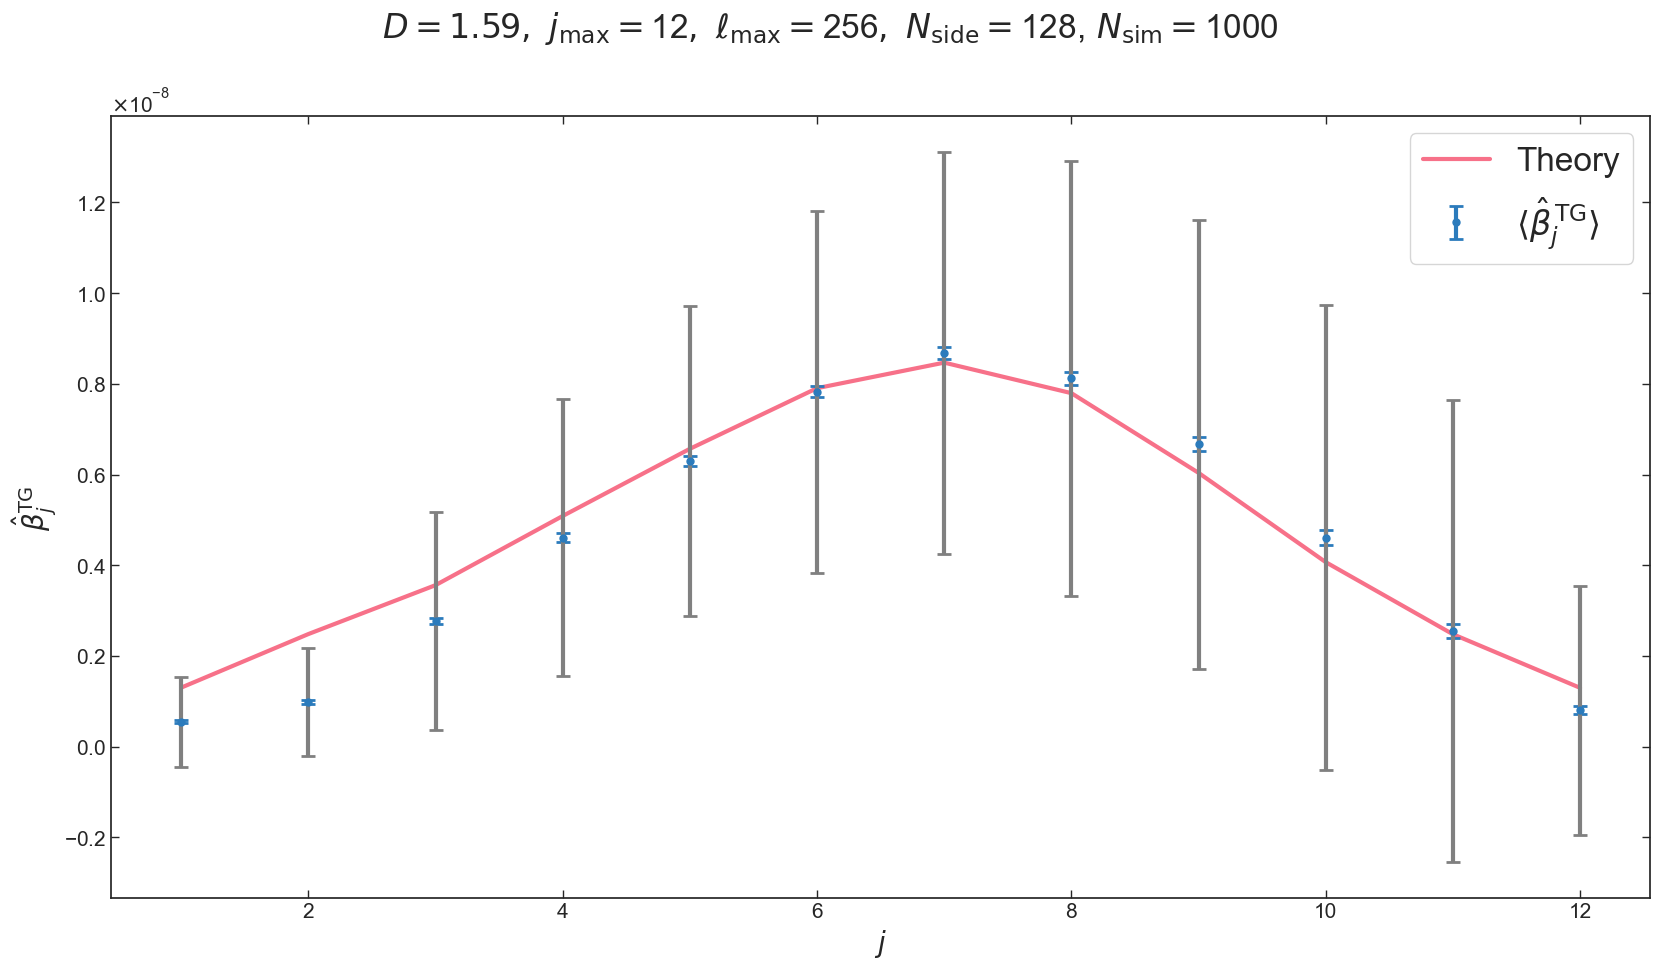 D = 1.59, j_max = 12, ℓ_max = 256, N_side = 128, N_sim = 1000
×10⁻⁸
Theory
⟨β̂_j^TG⟩
1.2
1.0
0.8
0.6
0.4
0.2
0.0
−0.2
β̂_j^TG
2 4 6 8 10 12
j